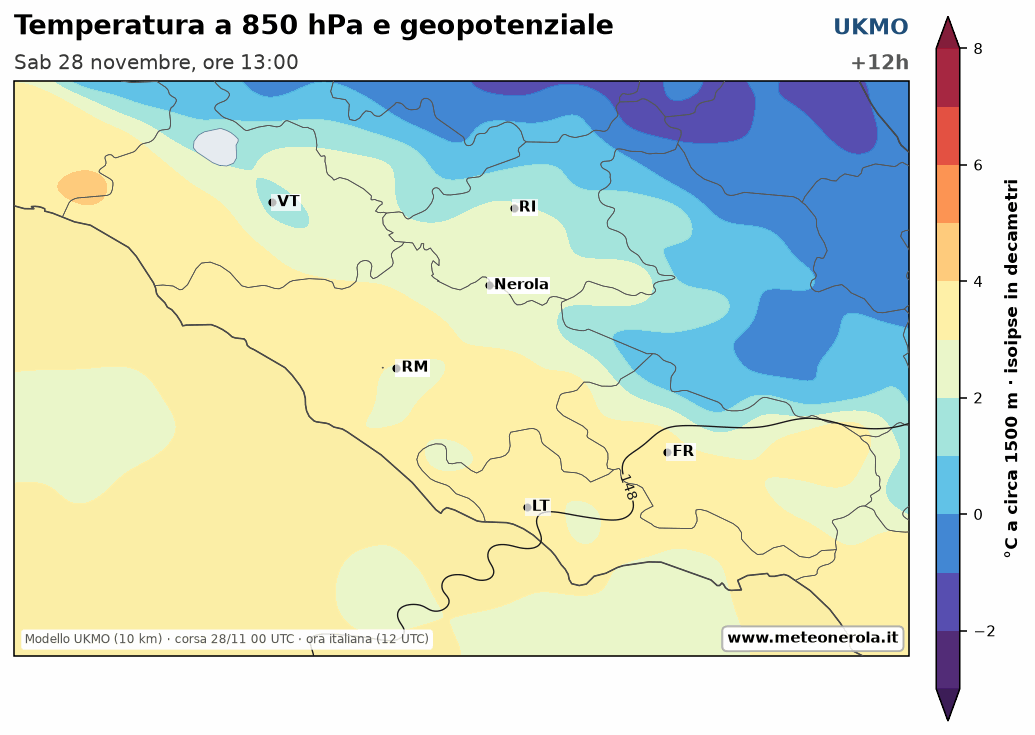 Temperatura a 850 hPa e geopotenziale
UKMO
Sab 28 novembre, ore 13:00
+12h
8
6
4
2
0
−2
°C a circa 1500 m · isoipse in decametri
VT
RI
Nerola
RM
FR
148
LT
Modello UKMO (10 km) · corsa 28/11 00 UTC · ora italiana (12 UTC)
www.meteonerola.it